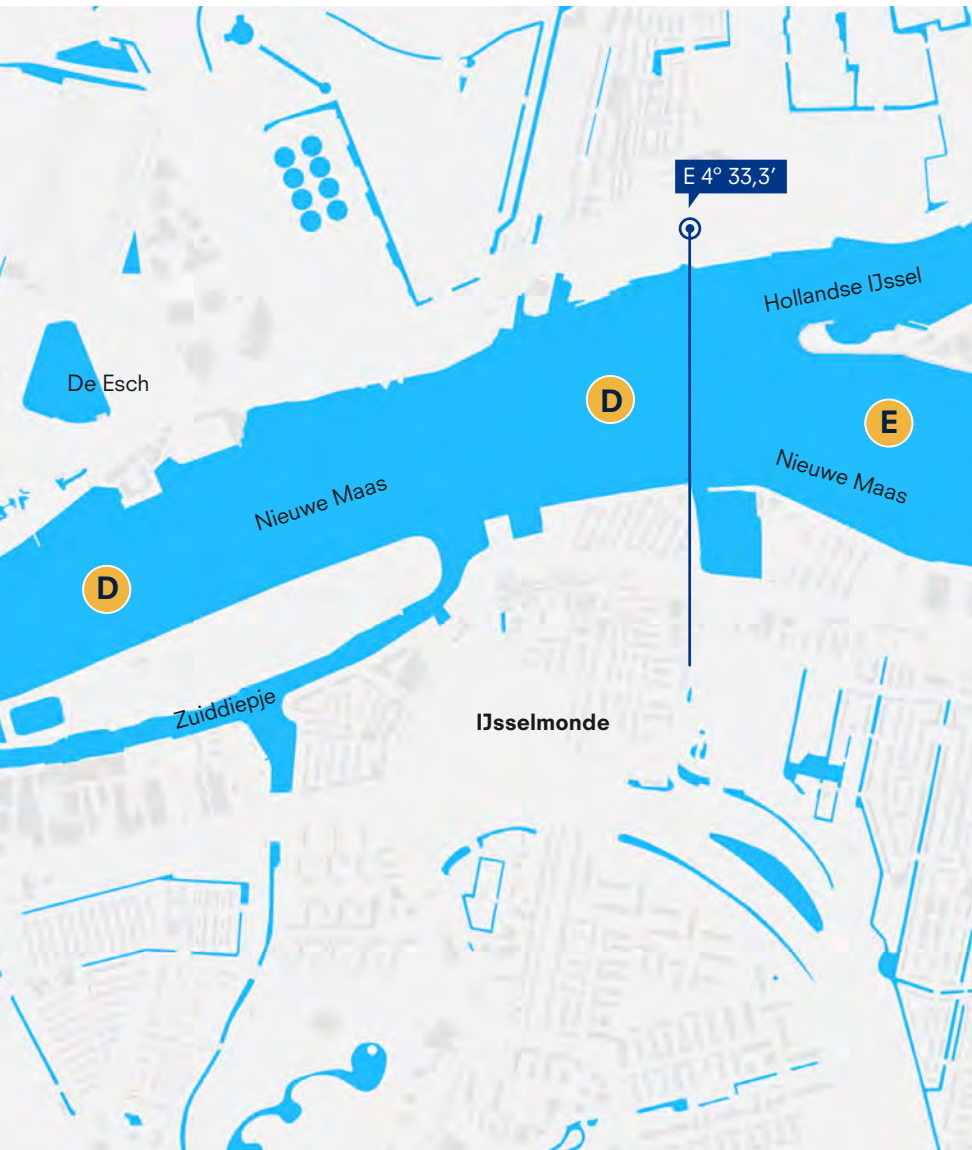 E 4° 33,3′
Hollandse IJssel
De Esch
D
E
Nieuwe Maas
Nieuwe Maas
D
Zuiddiepje
IJsselmonde